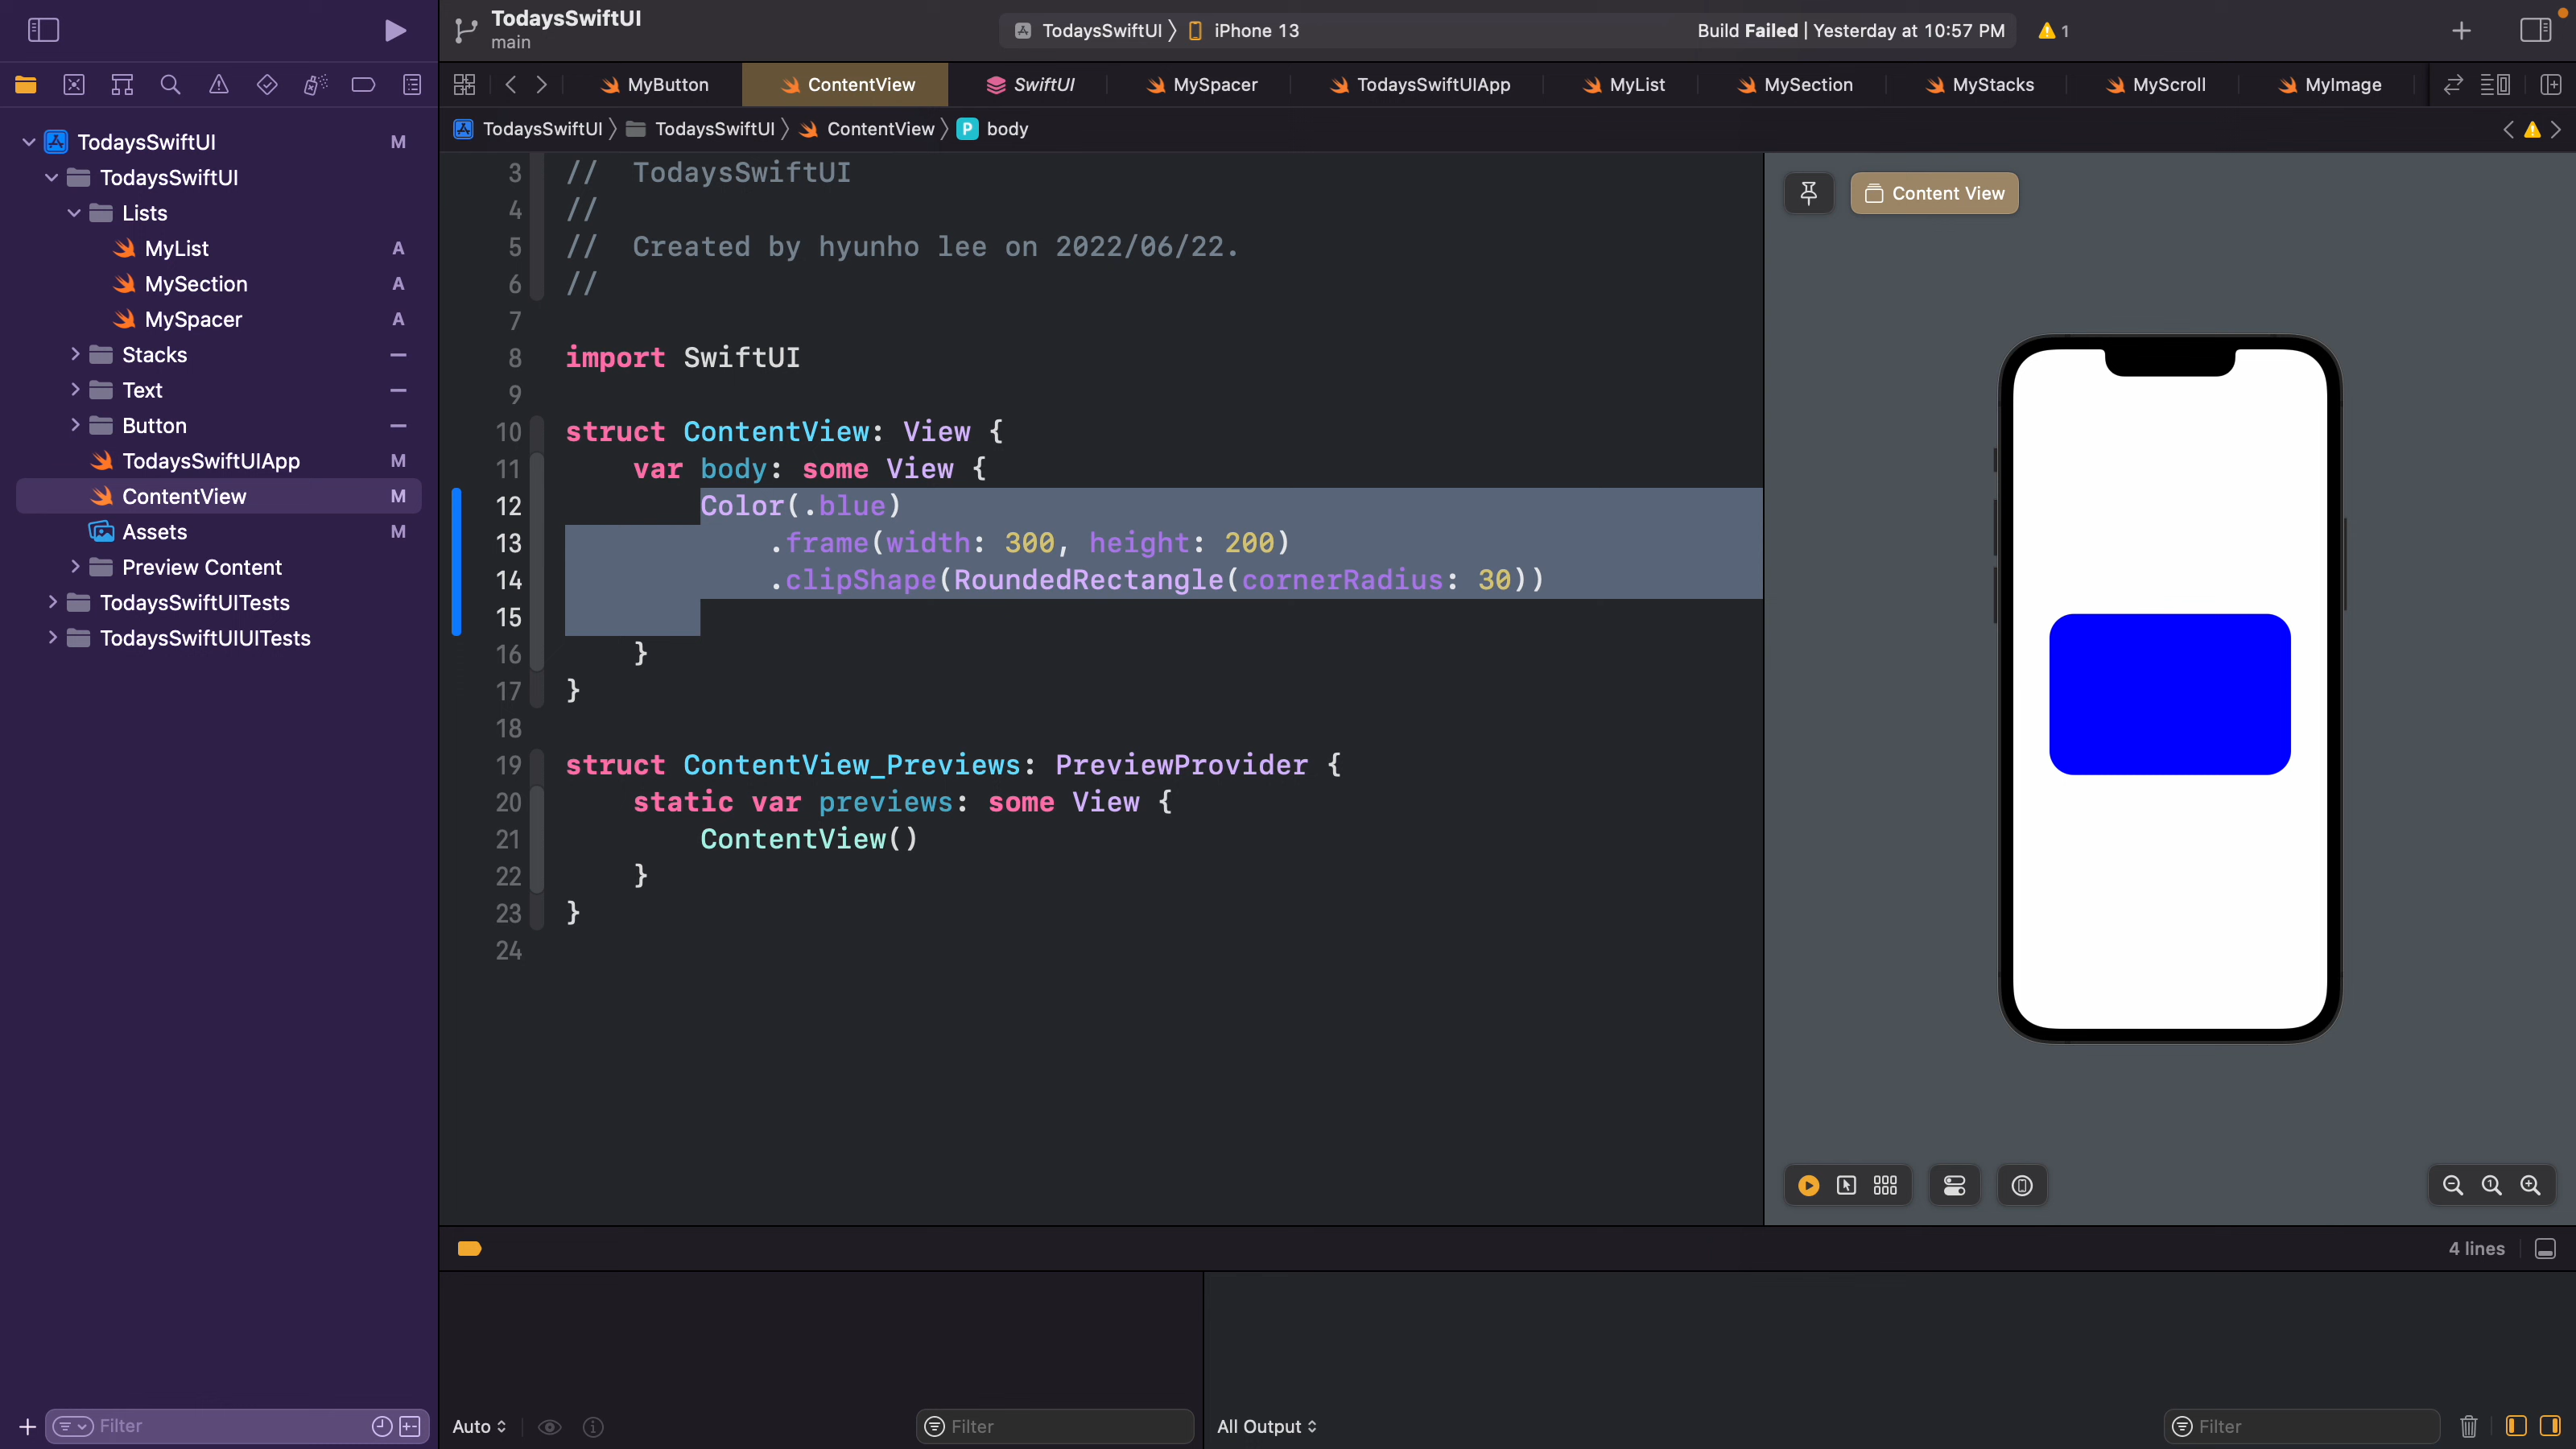 TodaysSwiftUI
main
TodaysSwiftUI 〉 iPhone 13
Build Failed | Yesterday at 10:57 PM
1
MyButton
ContentView
SwiftUI
MySpacer
TodaysSwiftUIApp
MyList
MySection
MyStacks
MyScroll
MyImage
TodaysSwiftUI 〉 TodaysSwiftUI 〉 ContentView 〉 P body
TodaysSwiftUI M
TodaysSwiftUI
Lists
MyList A
MySection A
MySpacer A
Stacks
Text
Button
TodaysSwiftUIApp M
ContentView M
Assets M
Preview Content
TodaysSwiftUITests
TodaysSwiftUIUITests
Filter
3 //  TodaysSwiftUI
4 //
5 //  Created by hyunho lee on 2022/06/22.
6 //
7
8 import SwiftUI
9
10 struct ContentView: View {
11     var body: some View {
12         Color(.blue)
13             .frame(width: 300, height: 200)
14             .clipShape(RoundedRectangle(cornerRadius: 30))
15
16     }
17 }
18
19 struct ContentView_Previews: PreviewProvider {
20     static var previews: some View {
21         ContentView()
22     }
23 }
24
Content View
4 lines
Auto
Filter
All Output
Filter